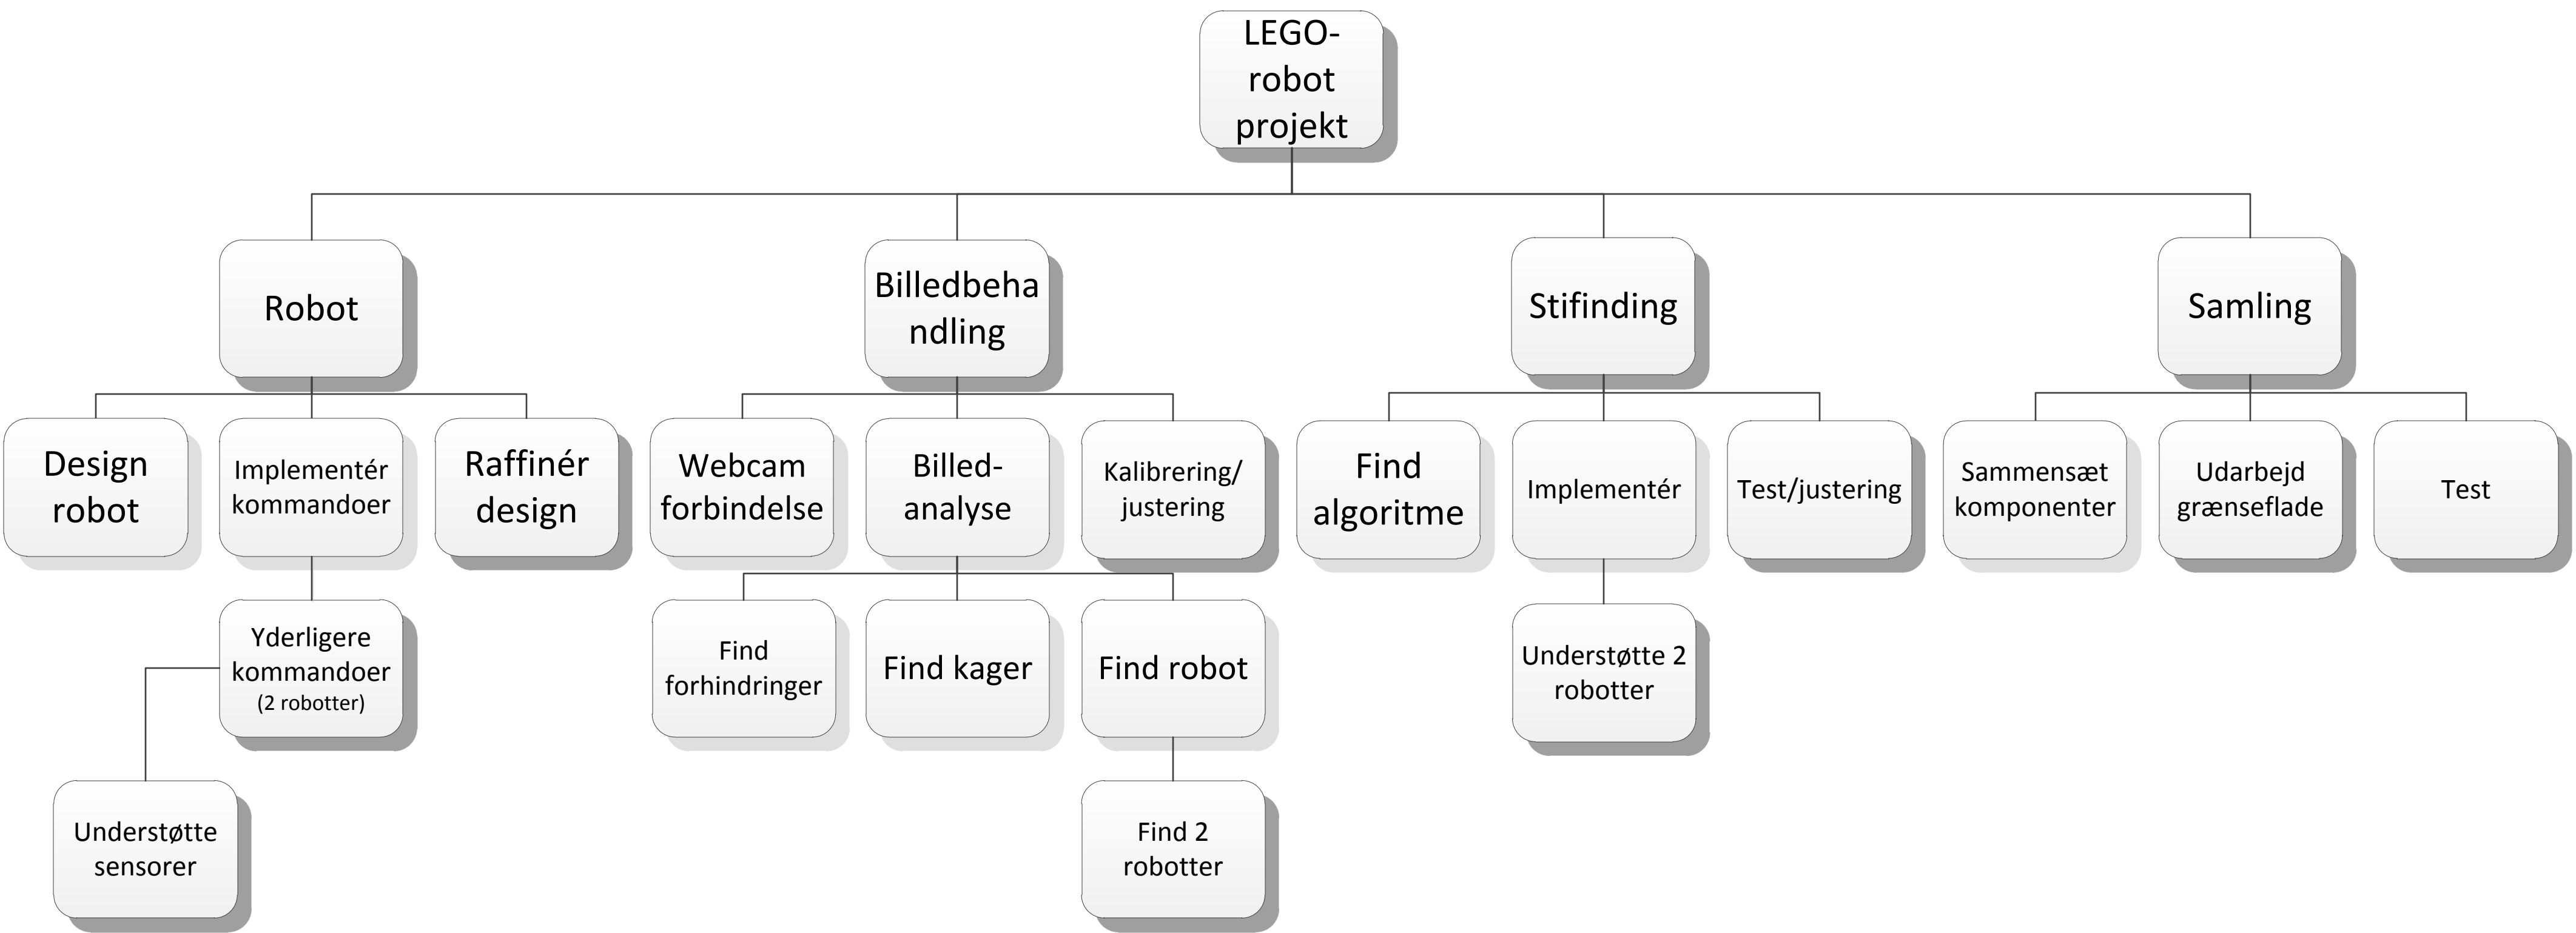 LEGO-
robot
projekt
Robot
Billedbeha
ndling
Stifinding
Samling
Design
robot
Implementér
kommandoer
Raffinér
design
Webcam
forbindelse
Billed-
analyse
Kalibrering/
justering
Find
algoritme
Implementér
Test/justering
Sammensæt
komponenter
Udarbejd
grænseflade
Test
Yderligere
kommandoer
(2 robotter)
Find
forhindringer
Find kager
Find robot
Understøtte 2
robotter
Understøtte
sensorer
Find 2
robotter